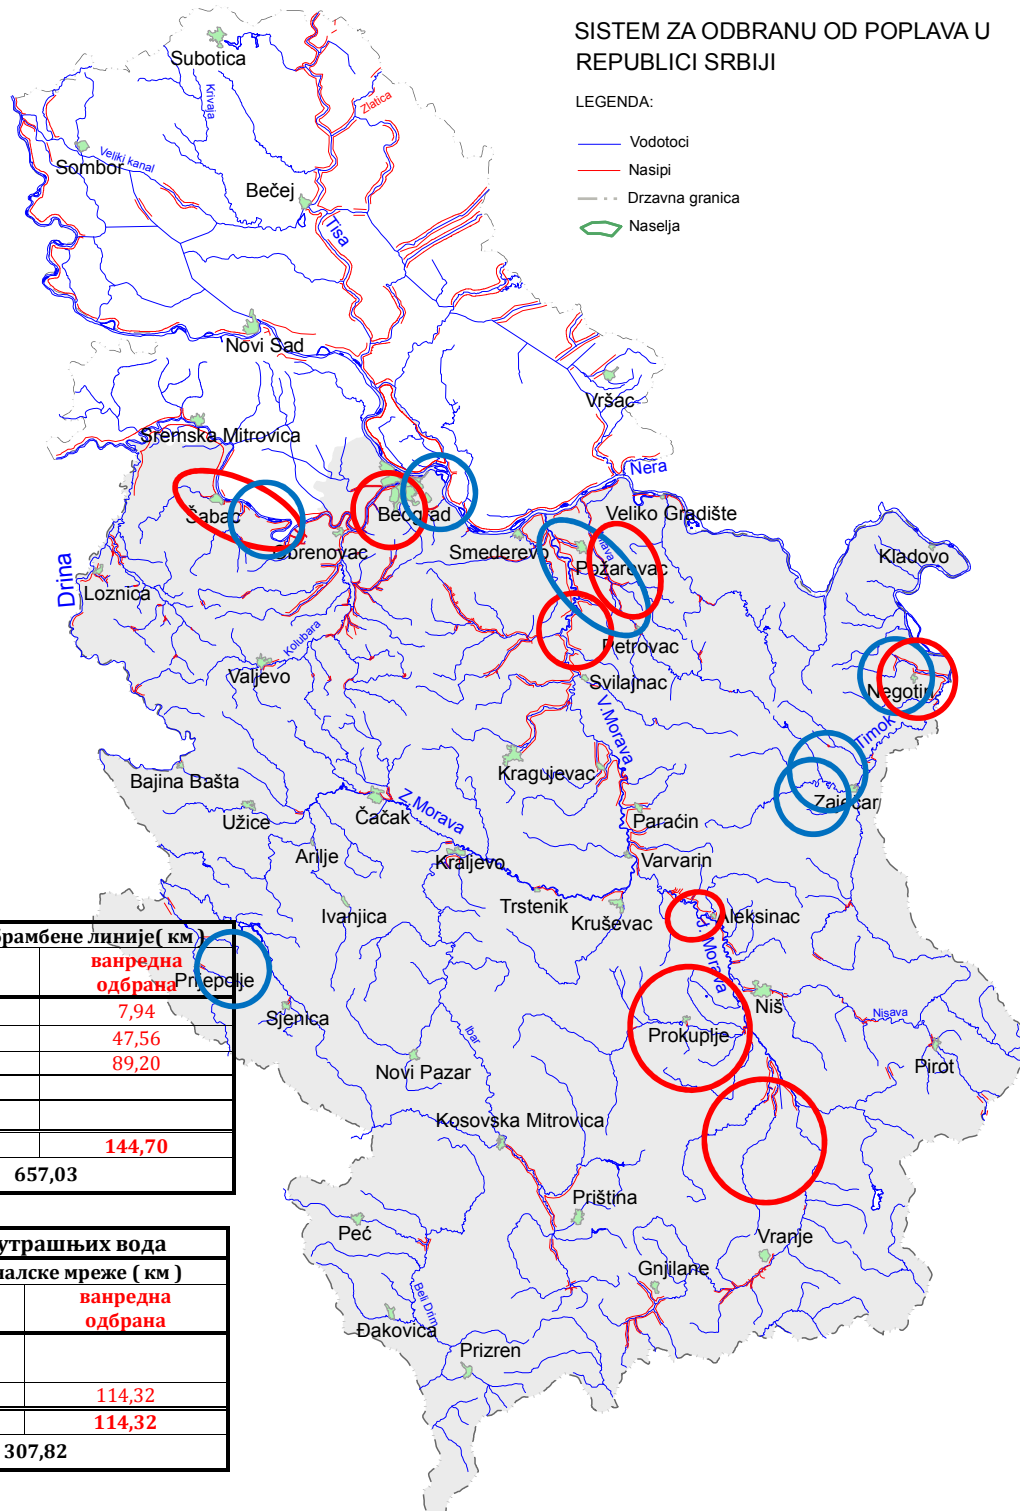 SISTEM ZA ODBRANU OD POPLAVA U
REPUBLICI SRBIJI
LEGENDA:
Vodotoci
Nasipi
Drzavna granica
Naselja
Subotica
Krivaja
Zlatica
Sombor
Veliki kanal
Bečej
Tisa
Novi Sad
Vršac
Sremska Mitrovica
Nera
Šabac
Beograd
Veliko Gradište
Obrenovac
Smederevo
Požarevac
Kladovo
Drina
Loznica
Kolubara
Petrovac
Valjevo
Svilajnac
Negotin
Timok
V.Morava
Kragujevac
Bajina Bašta
Zaječar
Užice
Čačak
Z.Morava
Paraćin
Arilje
Kraljevo
Varvarin
Ivanjica
Trstenik
Kruševac
Aleksinac
J.Morava
Prijepolje
Sjenica
Niš
Nisava
Ibar
Prokuplje
Pirot
Novi Pazar
Kosovska Mitrovica
Priština
Peć
Vranje
Gnjilane
Beli Drim
Đakovica
Prizren
брамбене линије( км )
ванредна
одбрана
7,94
47,56
89,20
144,70
657,03
утрашњих вода
налске мреже ( км )
ванредна
одбрана
114,32
114,32
307,82